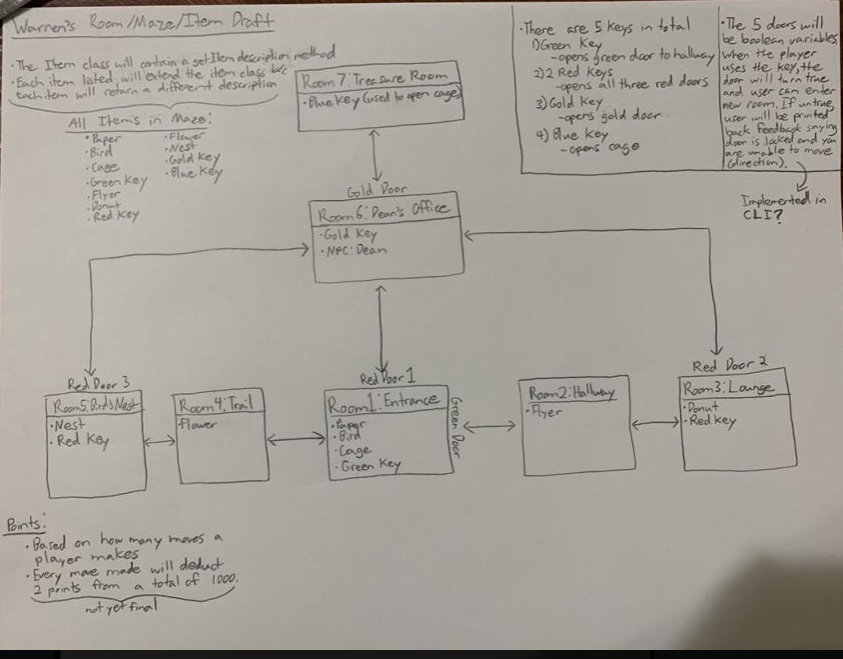 Warren's Room/Maze/Item Draft
• The Item class will contain a getItem description method
• Each item listed will extend the item class b/c
each item will return a different description
All Items in Maze:
• Paper
• Bird
• Cage
• Green Key
• Flyer
• Donut
• Red Key
• Flower
• Nest
• Gold Key
• Blue Key
• There are 5 keys in total
1) Green Key
- opens green door to hallway
2) 2 Red Keys
- opens all three red doors
3) Gold Key
- opens gold door
4) Blue Key
- opens cage
• The 5 doors will
be boolean variables
when the player
uses the key, the
door will turn true
and user can enter
new room. If untrue,
user will be printed
back feedback saying
door is locked and you
are unable to move
(direction).
Implemented in
CLI?
Room 7: Treasure Room
• Blue Key (used to open cage)
Gold Door
Room 6: Dean's Office
• Gold Key
• NPC: Dean
Red Door 3
Room 5: Bird's Nest
• Nest
• Red Key
Room 4: Trail
Flower
Red Door 1
Room 1: Entrance
• Paper
• Bird
• Cage
• Green Key
Green Door
Room 2: Hallway
• Flyer
Red Door 2
Room 3: Lounge
• Donut
• Red key
Points:
• Based on how many moves a
player makes
• Every move made will deduct
2 points from a total of 1000.
not yet final